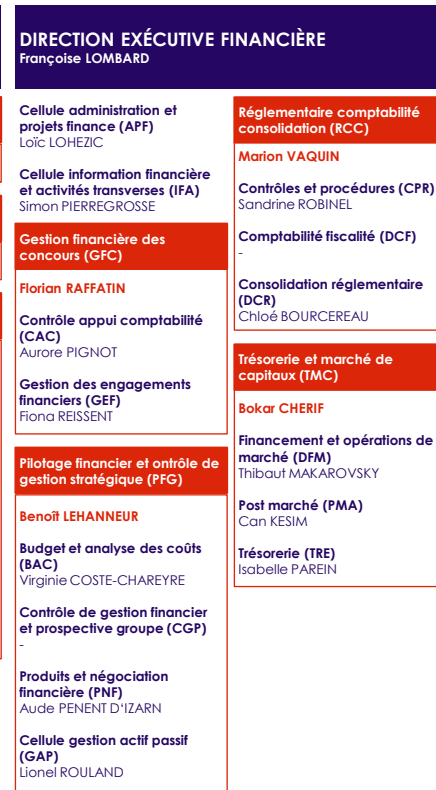 DIRECTION EXÉCUTIVE FINANCIÈRE
Françoise LOMBARD
Cellule administration et
projets finance (APF)
Loïc LOHEZIC
Cellule information financière
et activités transverses (IFA)
Simon PIERREGROSSE
Gestion financière des
concours (GFC)
Florian RAFFATIN
Contrôle appui comptabilité
(CAC)
Aurore PIGNOT
Gestion des engagements
financiers (GEF)
Fiona REISSENT
Pilotage financier et ontrôle de
gestion stratégique (PFG)
Benoît LEHANNEUR
Budget et analyse des coûts
(BAC)
Virginie COSTE-CHAREYRE
Contrôle de gestion financier
et prospective groupe (CGP)
-
Produits et négociation
financière (PNF)
Aude PENENT D'IZARN
Cellule gestion actif passif
(GAP)
Lionel ROULAND
Réglementaire comptabilité
consolidation (RCC)
Marion VAQUIN
Contrôles et procédures (CPR)
Sandrine ROBINEL
Comptabilité fiscalité (DCF)
-
Consolidation réglementaire
(DCR)
Chloé BOURCEREAU
Trésorerie et marché de
capitaux (TMC)
Bokar CHERIF
Financement et opérations de
marché (DFM)
Thibaut MAKAROVSKY
Post marché (PMA)
Can KESIM
Trésorerie (TRE)
Isabelle PAREIN